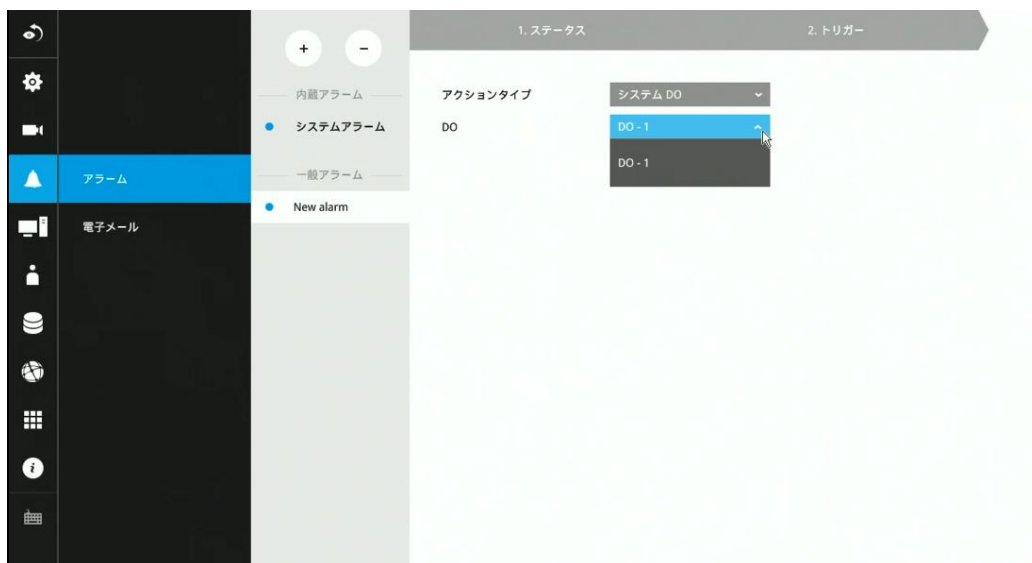 1. ステータス
2. トリガー
+
-
内蔵アラーム
システムアラーム
一般アラーム
New alarm
アラーム
電子メール
アクションタイプ
システム DO
DO
DO - 1
DO - 1
i